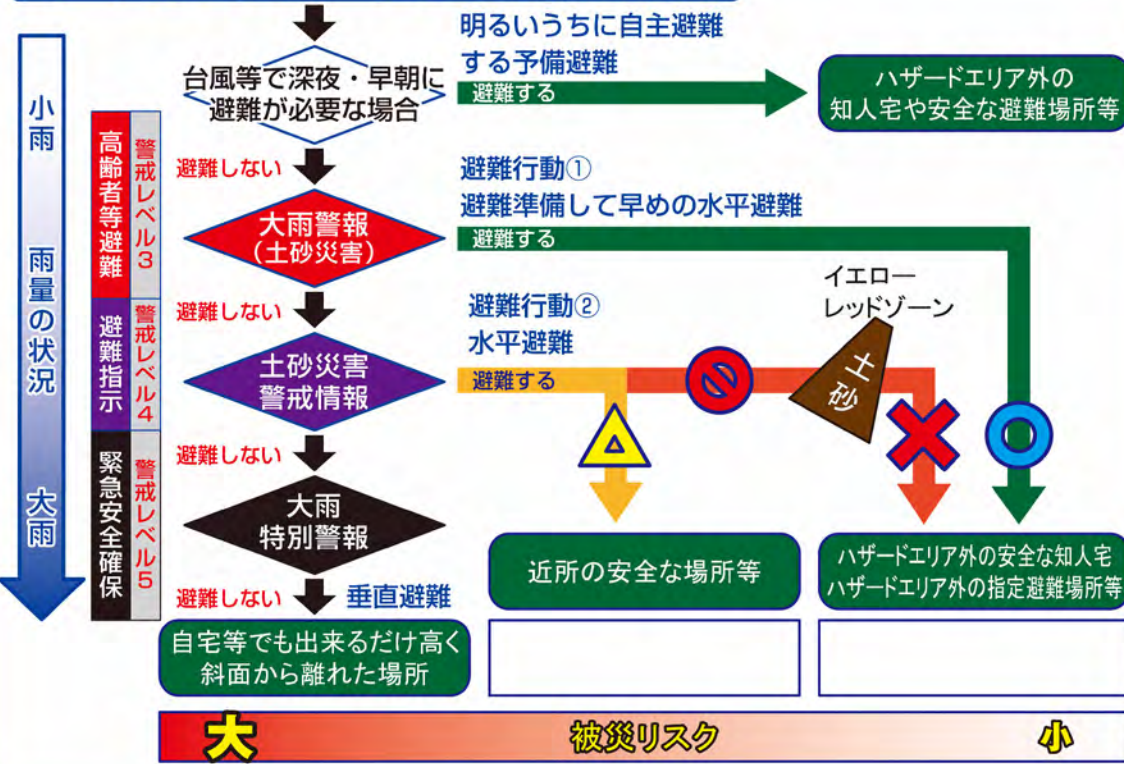 明るいうちに自主避難
する予備避難
台風等で深夜・早朝に
避難が必要な場合
避難する
ハザードエリア外の
知人宅や安全な避難場所等
小雨 雨量の状況 大雨
高齢者等避難
警戒レベル3
避難しない
避難行動①
避難準備して早めの水平避難
大雨警報
(土砂災害)
避難する
イエロー
レッドゾーン
避難指示
警戒レベル4
避難しない
避難行動②
水平避難
土砂災害
警戒情報
避難する
土砂
緊急安全確保
警戒レベル5
避難しない
大雨
特別警報
近所の安全な場所等
ハザードエリア外の安全な知人宅
ハザードエリア外の指定避難場所等
避難しない
垂直避難
自宅等でも出来るだけ高く
斜面から離れた場所
大 被災リスク 小